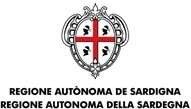 REGIONE AUTÒNOMA DE SARDIGNA
REGIONE AUTONOMA DELLA SARDEGNA